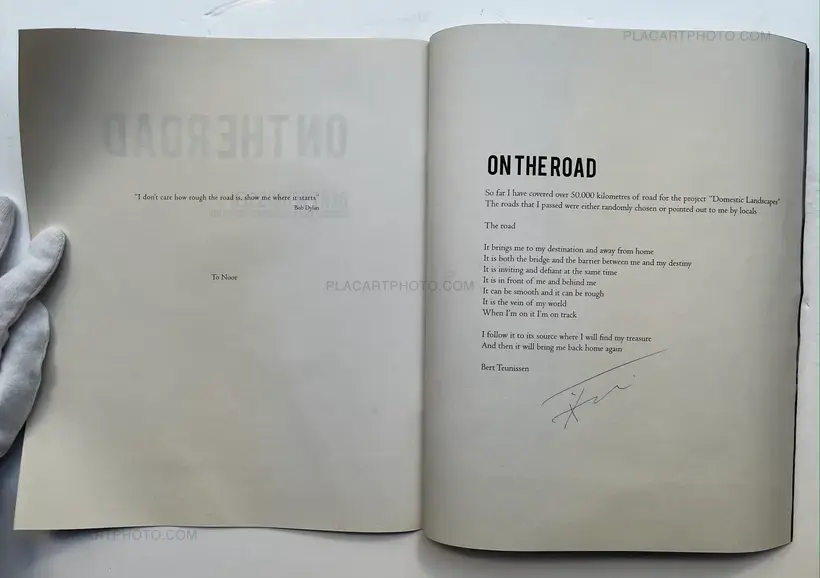 PLACARTPHOTO.COM
ON THE ROAD
"I don't care how rough the road is, show me where it starts"
Bob Dylan
To Noor
PLACARTPHOTO.COM
ON THE ROAD
So far I have covered over 50.000 kilometres of road for the project "Domestic Landscapes"
The roads that I passed were either randomly chosen or pointed out to me by locals
The road
It brings me to my destination and away from home
It is both the bridge and the barrier between me and my destiny
It is inviting and defiant at the same time
It is in front of me and behind me
It can be smooth and it can be rough
It is the vein of my world
When I'm on it I'm on track
I follow it to its source where I will find my treasure
And then it will bring me back home again
Bert Teunissen
PLACARTPHOTO.COM